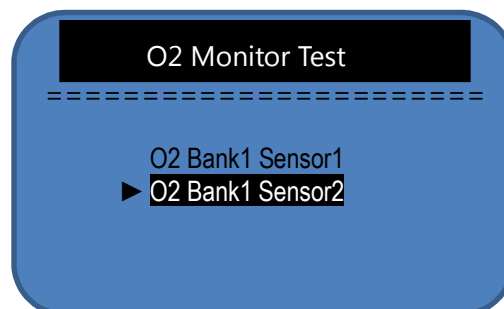 O2 Monitor Test
=======================
O2 Bank1 Sensor1
► O2 Bank1 Sensor2